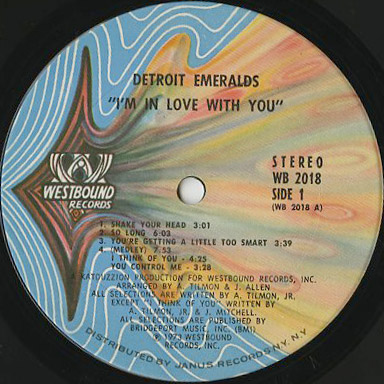 DETROIT EMERALDS
"I'M IN LOVE WITH YOU"
STEREO
WB 2018
SIDE 1
(WB 2018 A)
WESTBOUND
RECORDS
1. SHAKE YOUR HEAD 3:01
2. SO LONG 6:03
3. YOU'RE GETTING A LITTLE TOO SMART 3:39
4. (MEDLEY) 7:53
I THINK OF YOU - 4:25
YOU CONTROL ME - 3:28
A KATOUZZION PRODUCTION FOR WESTBOUND RECORDS, INC.
ARRANGED BY A. TILMON & J. ALLEN
ALL SELECTIONS ARE WRITTEN BY A. TILMON, JR.
EXCEPT "I THINK OF YOU" WRITTEN BY
A. TILMON, JR. & J. MITCHELL.
ALL SELECTIONS ARE PUBLISHED BY
BRIDGEPORT MUSIC, INC. (BMI)
℗ 1973 WESTBOUND
RECORDS, INC.
DISTRIBUTED BY JANUS RECORDS N.Y. N.Y.